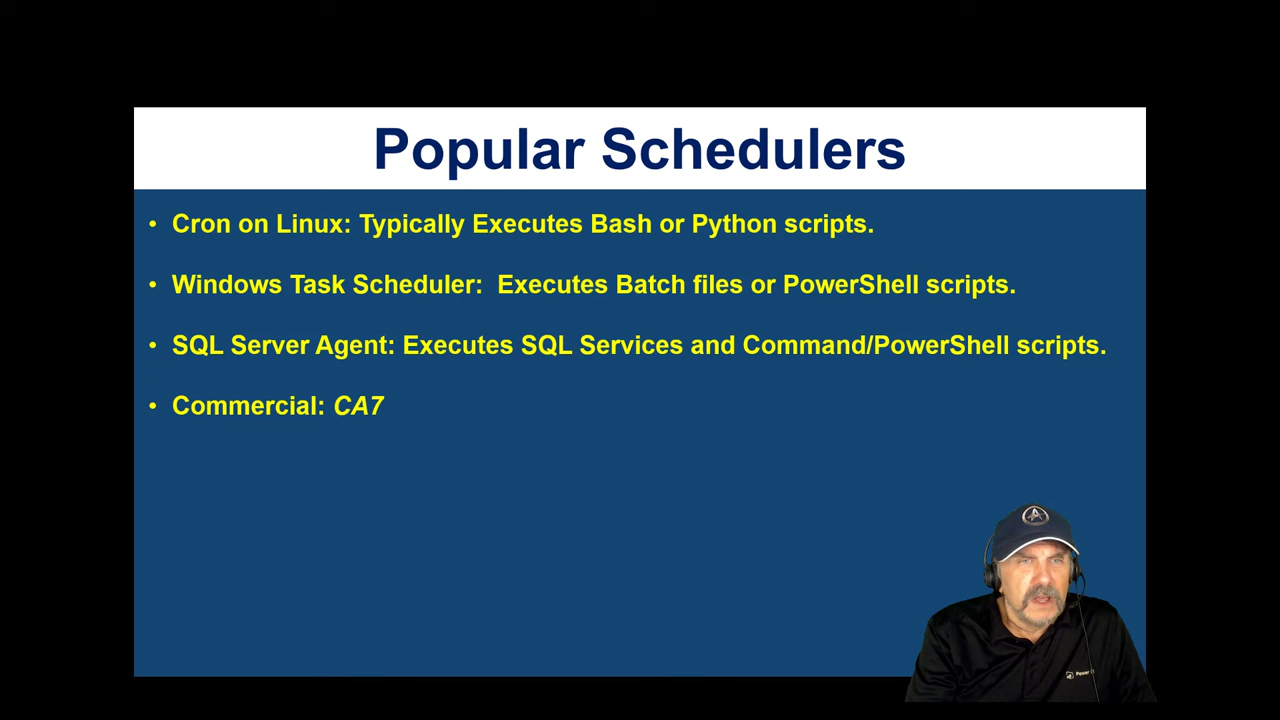 Popular Schedulers
• Cron on Linux: Typically Executes Bash or Python scripts.
• Windows Task Scheduler:  Executes Batch files or PowerShell scripts.
• SQL Server Agent: Executes SQL Services and Command/PowerShell scripts.
• Commercial: CA7
Power